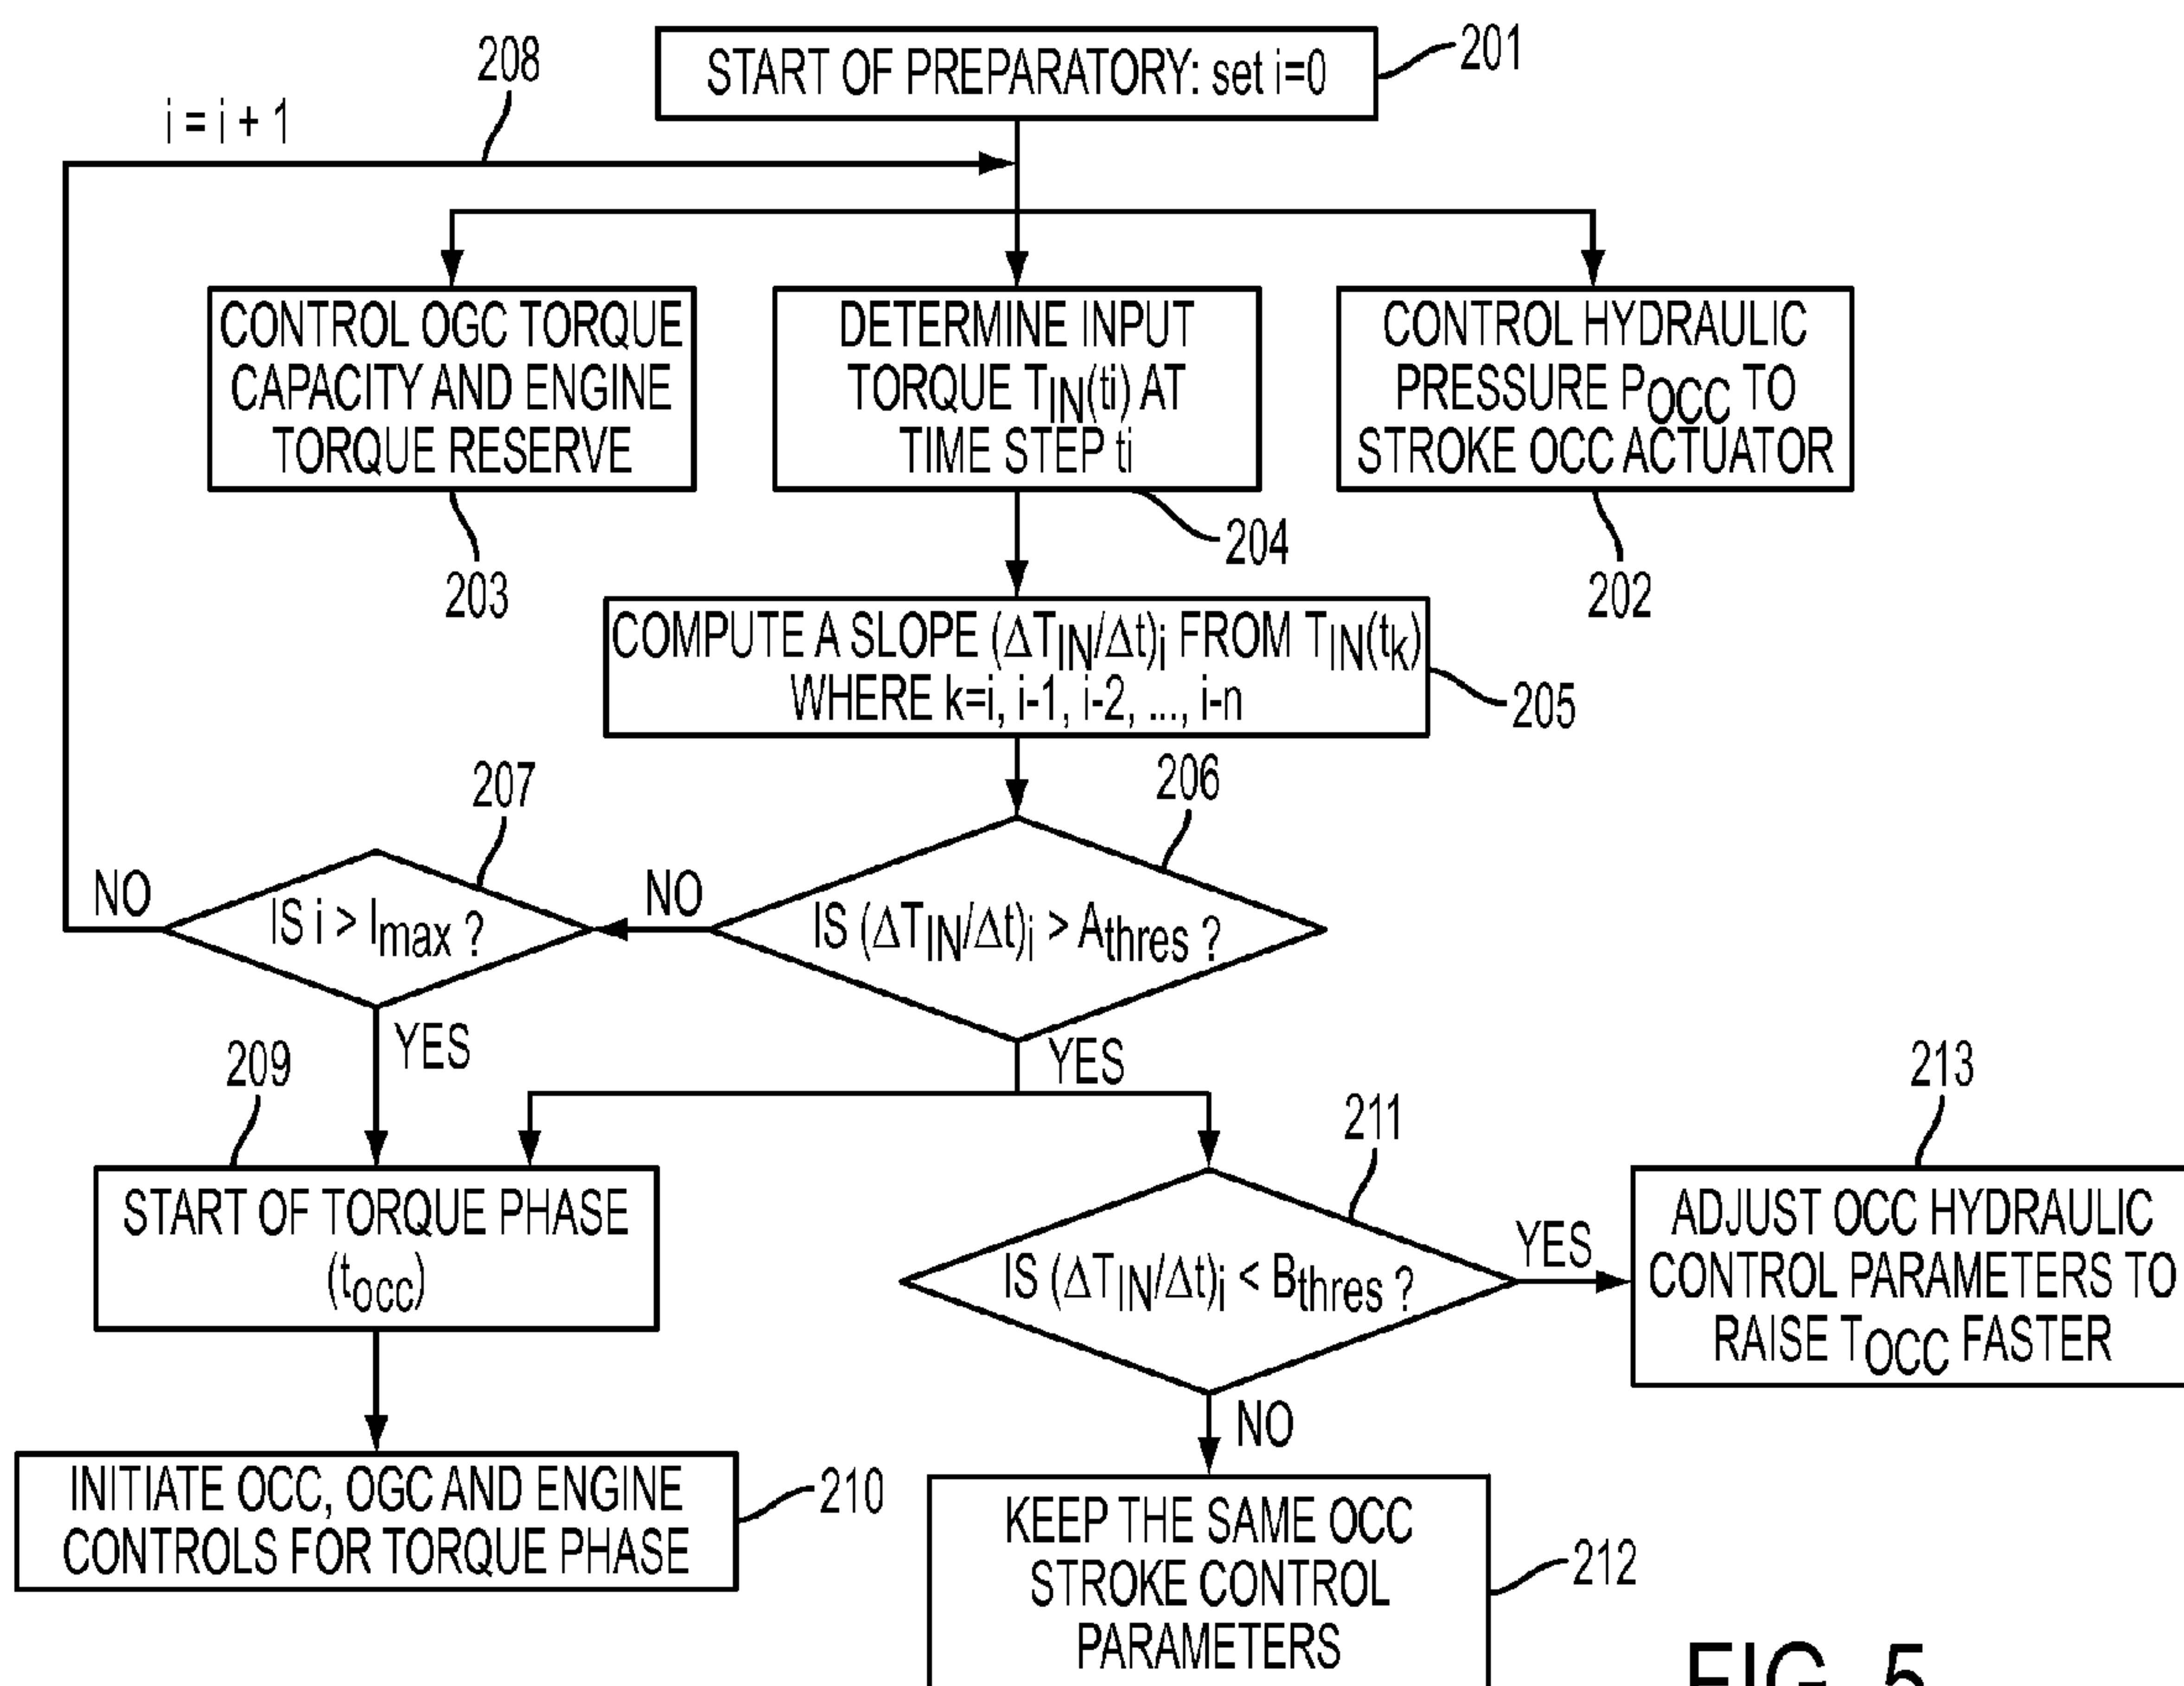 START OF PREPARATORY: set i=0
201
208
i = i + 1
CONTROL OGC TORQUE
CAPACITY AND ENGINE
TORQUE RESERVE
203
DETERMINE INPUT
TORQUE TIN(ti) AT
TIME STEP ti
204
CONTROL HYDRAULIC
PRESSURE POCC TO
STROKE OCC ACTUATOR
202
COMPUTE A SLOPE (ΔTIN/Δt)i FROM TIN(tk)
WHERE k=i, i-1, i-2, ..., i-n
205
206
IS (ΔTIN/Δt)i > Athres ?
NO
207
IS i > Imax ?
NO
YES
YES
209
START OF TORQUE PHASE
(tocc)
INITIATE OCC, OGC AND ENGINE
CONTROLS FOR TORQUE PHASE
210
211
IS (ΔTIN/Δt)i < Bthres ?
YES
NO
213
ADJUST OCC HYDRAULIC
CONTROL PARAMETERS TO
RAISE TOCC FASTER
KEEP THE SAME OCC
STROKE CONTROL
PARAMETERS
212
FIG. 5